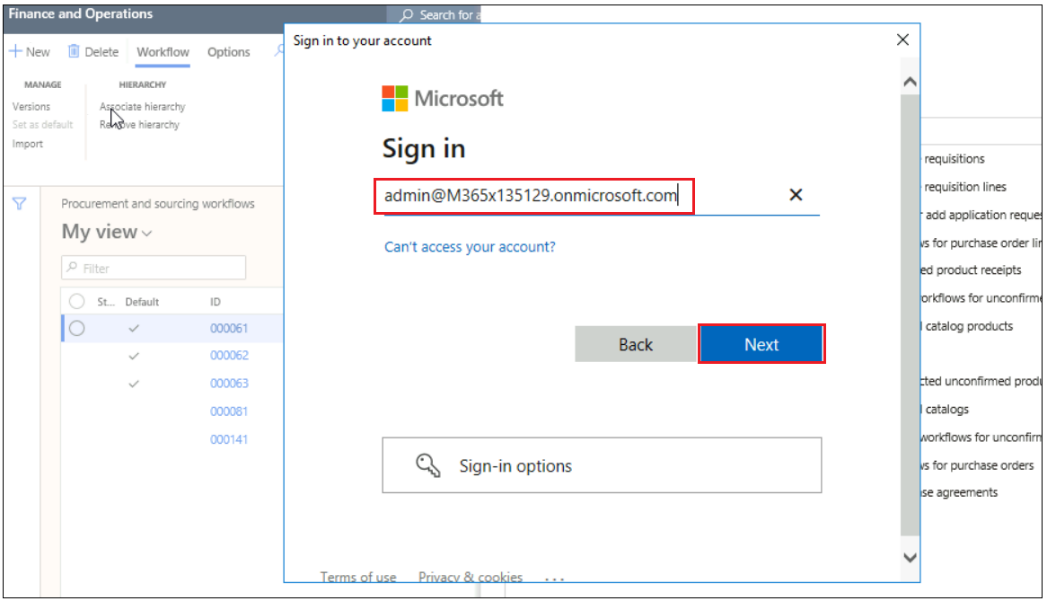 Finance and Operations
Search for a
New Delete Workflow Options
MANAGE HIERARCHY
Versions Associate hierarchy
Set as default Remove hierarchy
Import
Procurement and sourcing workflows
My view
Filter
St... Default ID
000061
000062
000063
000081
000141
Sign in to your account
Microsoft
Sign in
admin@M365x135129.onmicrosoft.com
Can't access your account?
Back Next
Sign-in options
Terms of use Privacy & cookies ...
requisitions
requisition lines
add application reques
for purchase order lin
product receipts
for unconfirme
catalog products
unconfirmed produ
catalogs
workflows for unconfirm
for purchase orders
agreements